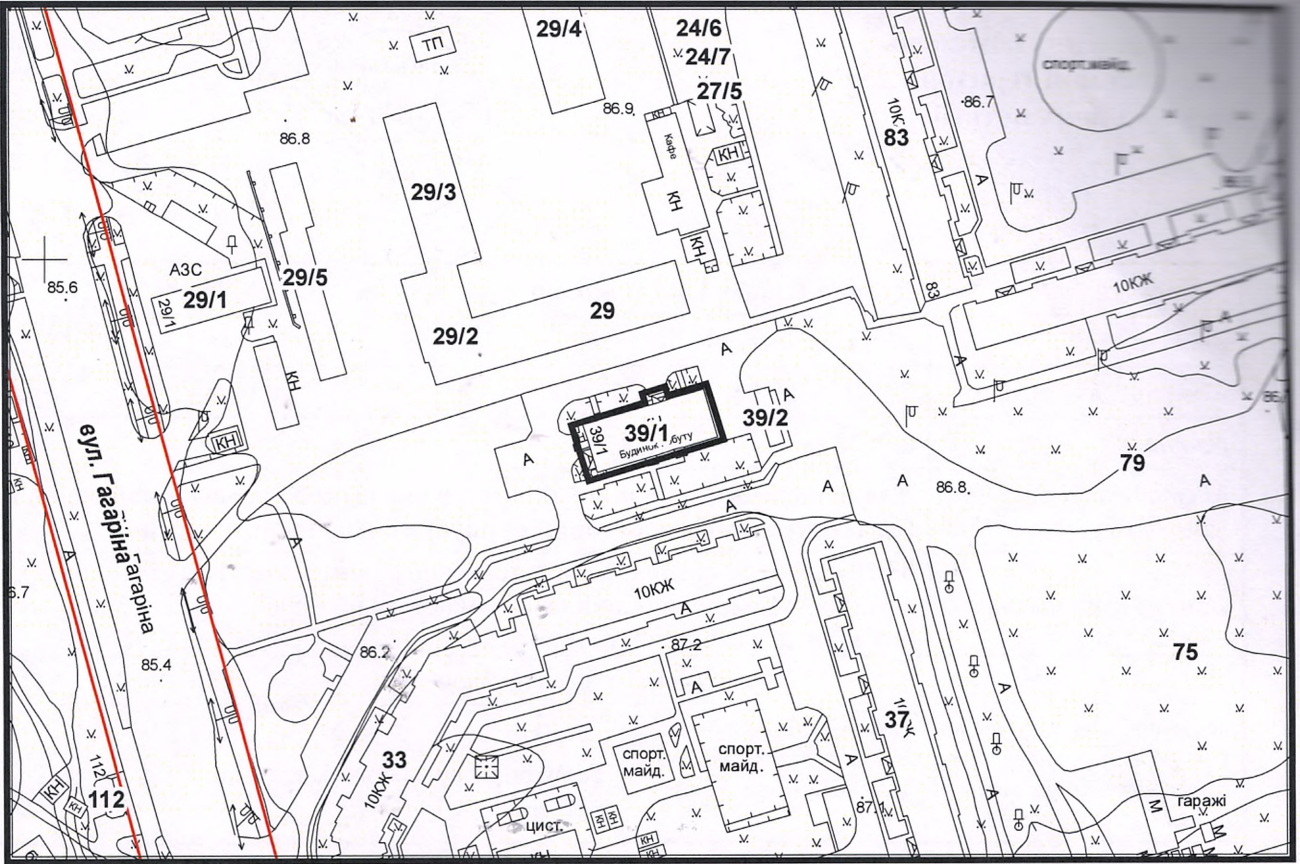 29/4
24/6
ТП
24/7
спорт.майд.
27/5
86.9
10К
86.7
86.8
83
КН
Кафе
КН
29/3
КН
КН
АЗС
А
85.6
29/5
29/1
29/1
83
10КЖ
29
29/2
А
А
А
КН
39/2
А
39/1
39/1
КН
вул. Гагаріна
А
79
А
А
А
86.8
А
А
А
Гагаріна
6.7
10КЖ
А
86.2
87.2
75
85.4
А
А
37
33
спорт.
майд.
спорт.
майд.
10КЖ
А
112
КН
КН
112
87.1
А
М
гаражі
цист.
КН
КН
КН
КН
М
М
КН